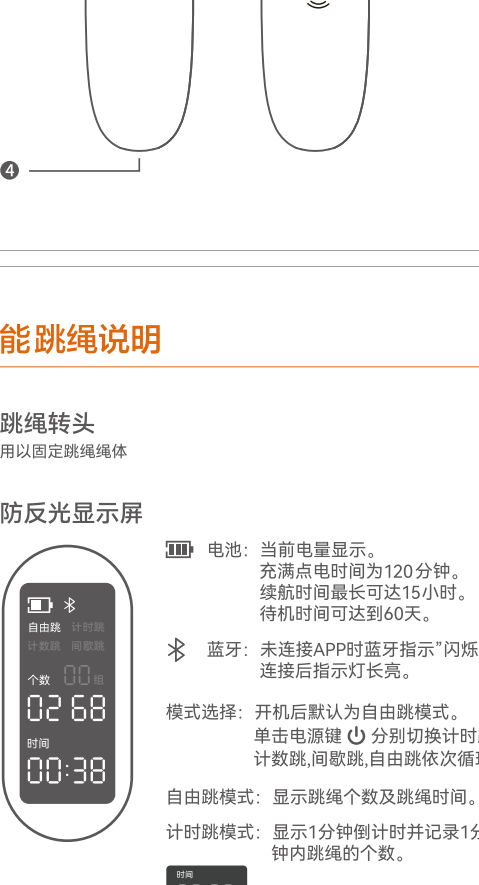 4
能跳绳说明
跳绳转头
用以固定跳绳绳体
防反光显示屏
电池：当前电量显示。
充满点电时间为120分钟。
续航时间最长可达15小时。
待机时间可达到60天。
蓝牙：未连接APP时蓝牙指示"闪烁
连接后指示灯长亮。
自由跳 计时跳
计数跳 间歇跳
个数 00组
0268
时间
00:38
模式选择：开机后默认为自由跳模式。
单击电源键 分别切换计时
计数跳,间歇跳,自由跳依次循
自由跳模式：显示跳绳个数及跳绳时间。
计时跳模式：显示1分钟倒计时并记录1分
钟内跳绳的个数。
时间